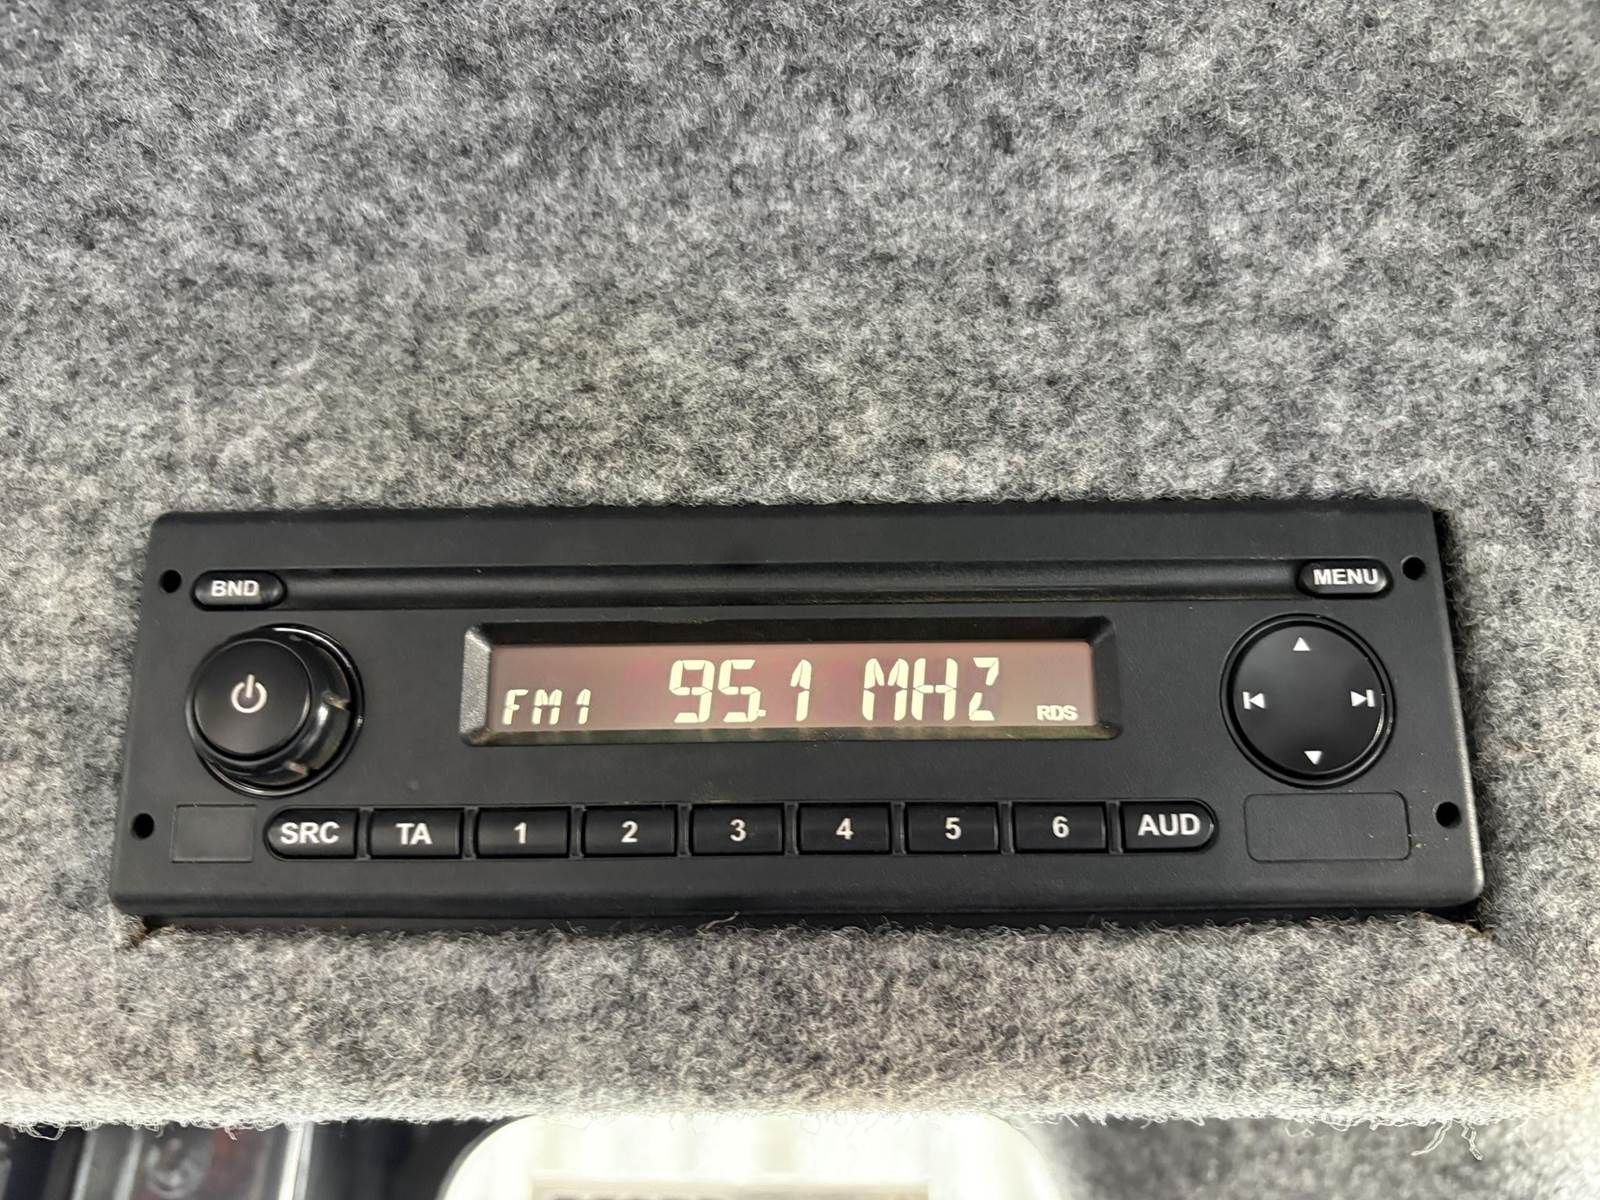 BND
MENU
FM1 95.1 MHZ RDS
SRC TA 1 2 3 4 5 6 AUD